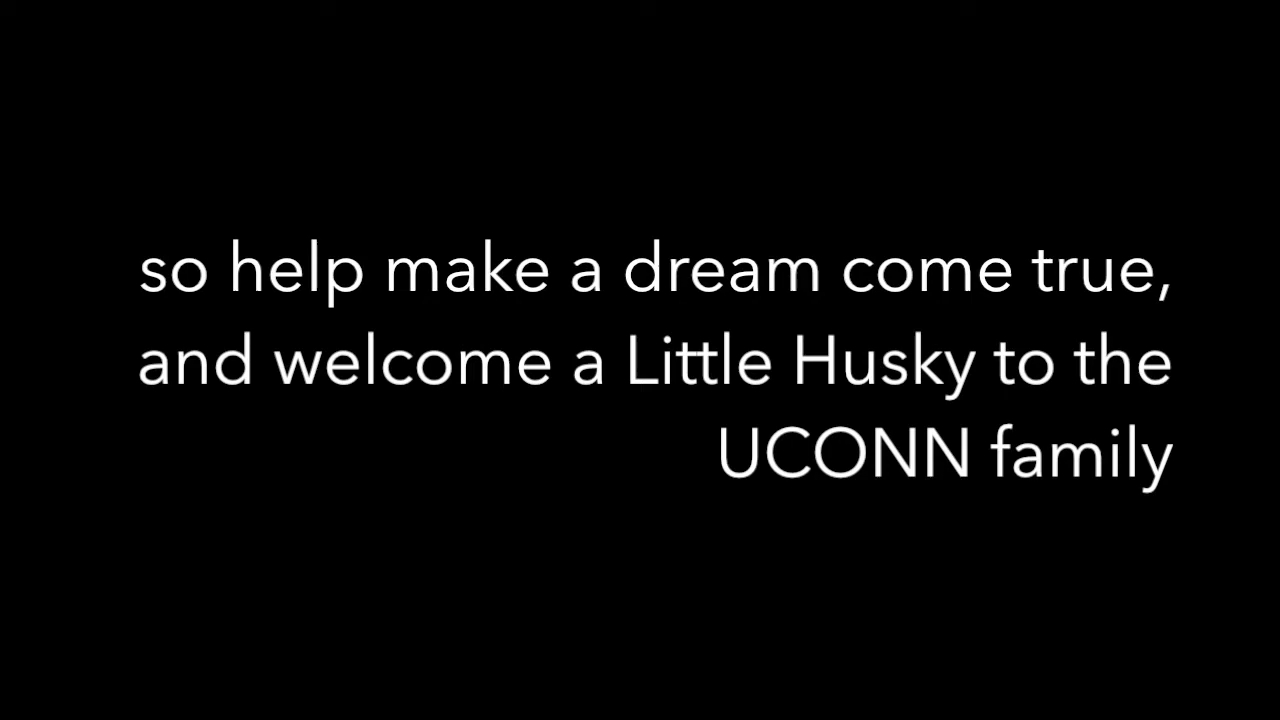 so help make a dream come true,
and welcome a Little Husky to the
UCONN family